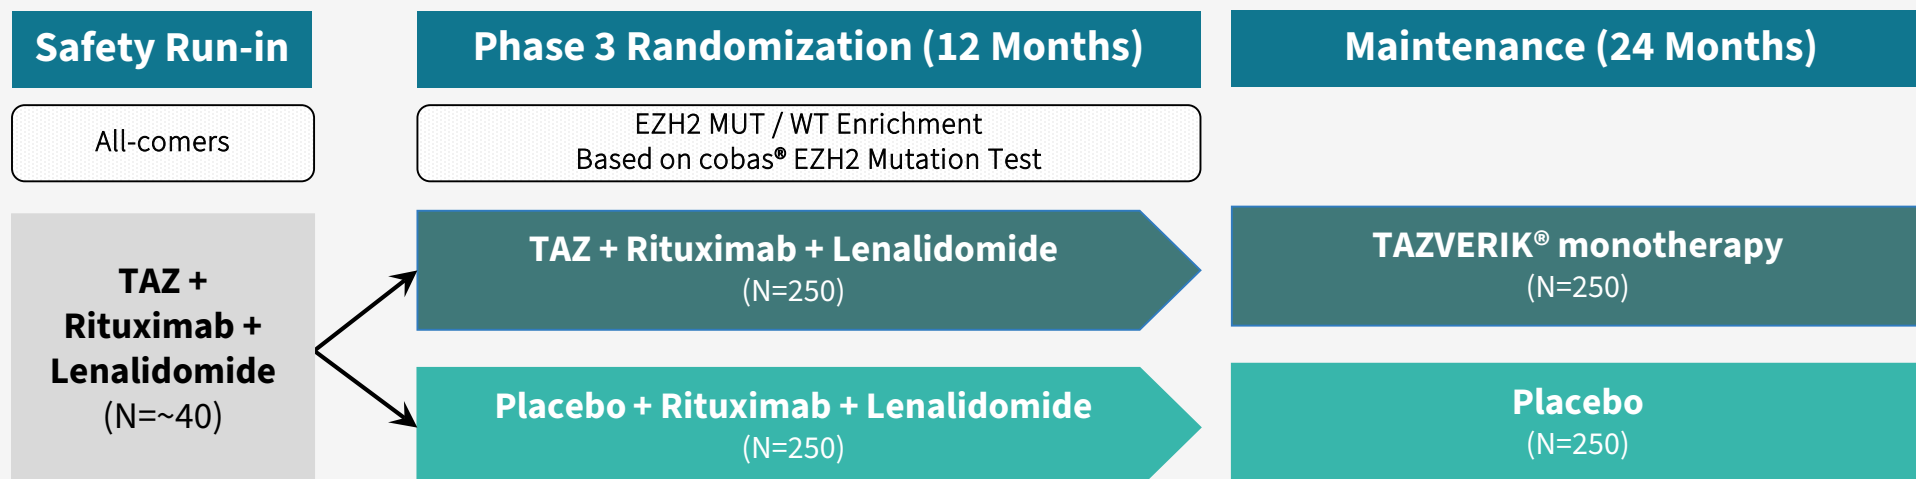 Safety Run-in
Phase 3 Randomization (12 Months)
Maintenance (24 Months)
All-comers
EZH2 MUT / WT Enrichment
Based on cobas® EZH2 Mutation Test
TAZ +
Rituximab +
Lenalidomide
(N=~40)
TAZ + Rituximab + Lenalidomide
(N=250)
TAZVERIK® monotherapy
(N=250)
Placebo + Rituximab + Lenalidomide
(N=250)
Placebo
(N=250)